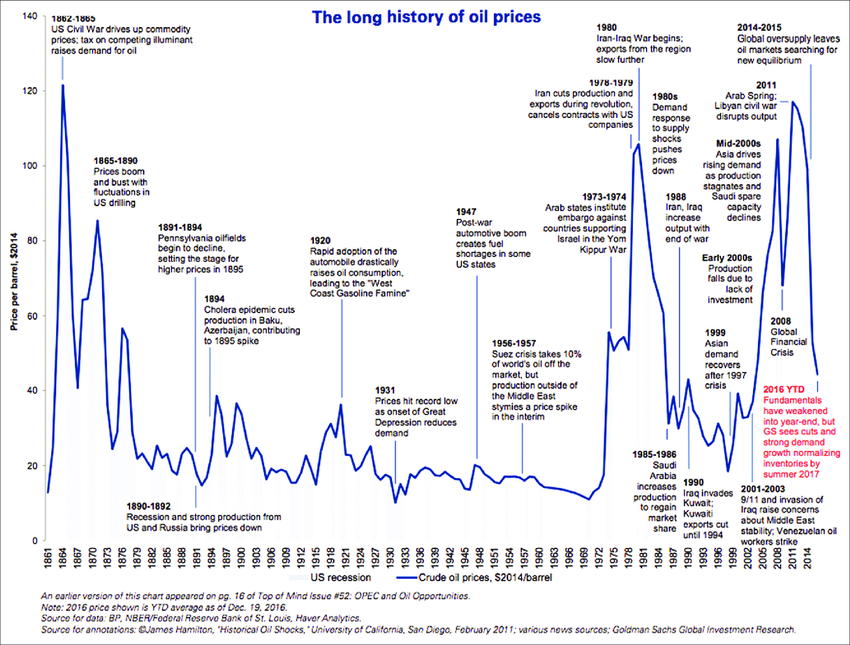 The long history of oil prices
Price per barrel, $2014
140
120
100
80
60
40
20
0
1862-1865
US Civil War drives up commodity
prices; tax on competing illuminant
raises demand for oil
1865-1890
Prices boom
and bust with
fluctuations in
US drilling
1891-1894
Pennsylvania oilfields
begin to decline,
setting the stage for
higher prices in 1895
1894
Cholera epidemic cuts
production in Baku,
Azerbaijan, contributing
to 1895 spike
1890-1892
Recession and strong production from
US and Russia bring prices down
1920
Rapid adoption of the
automobile drastically
raises oil consumption,
leading to the "West
Coast Gasoline Famine"
1931
Prices hit record low
as onset of Great
Depression reduces
demand
1947
Post-war
automotive boom
creates fuel
shortages in some
US states
1956-1957
Suez crisis takes 10%
of world's oil off the
market, but
production outside of
the Middle East
stymies a price spike
in the interim
1973-1974
Arab states institute
embargo against
countries supporting
Israel in the Yom
Kippur War
1978-1979
Iran cuts production and
exports during revolution,
cancels contracts with US
companies
1980
Iran-Iraq War begins;
exports from the region
slow further
1980s
Demand
response
to supply
shocks
pushes
prices
down
1985-1986
Saudi
Arabia
increases
production
to regain
market
share
1988
Iran, Iraq
increase
output with
end of war
1990
Iraq invades
Kuwait;
Kuwaiti
exports cut
until 1994
1999
Asian
demand
recovers
after 1997
crisis
Early 2000s
Production
falls due to
lack of
investment
2001-2003
9/11 and invasion of
Iraq raise concerns
about Middle East
stability; Venezuelan oil
workers strike
Mid-2000s
Asia drives
rising demand
as production
stagnates and
Saudi spare
capacity
declines
2008
Global
Financial
Crisis
2011
Arab Spring;
Libyan civil war
disrupts output
2014-2015
Global oversupply leaves
oil markets searching for
new equilibrium
2016 YTD
Fundamentals
have weakened
into year-end, but
GS sees cuts and
strong demand
growth normalizing
inventories by
summer 2017
1861 1864 1867 1870 1873 1876 1879 1882 1885 1888 1891 1894 1897 1900 1903 1906 1909 1912 1915 1918 1921 1924 1927 1930 1933 1936 1939 1942 1945 1948 1951 1954 1957 1960 1963 1966 1969 1972 1975 1978 1981 1984 1987 1990 1993 1996 1999 2002 2005 2008 2011 2014
US recession
Crude oil prices, $2014/barrel
An earlier version of this chart appeared on pg. 16 of Top of Mind Issue #52: OPEC and Oil Opportunities.
Note: 2016 price shown is YTD average as of Dec. 19, 2016.
Source for data: BP, NBER/Federal Reserve Bank of St. Louis, Haver Analytics.
Source for annotations: ©James Hamilton, "Historical Oil Shocks," University of California, San Diego, February 2011; various news sources; Goldman Sachs Global Investment Research.